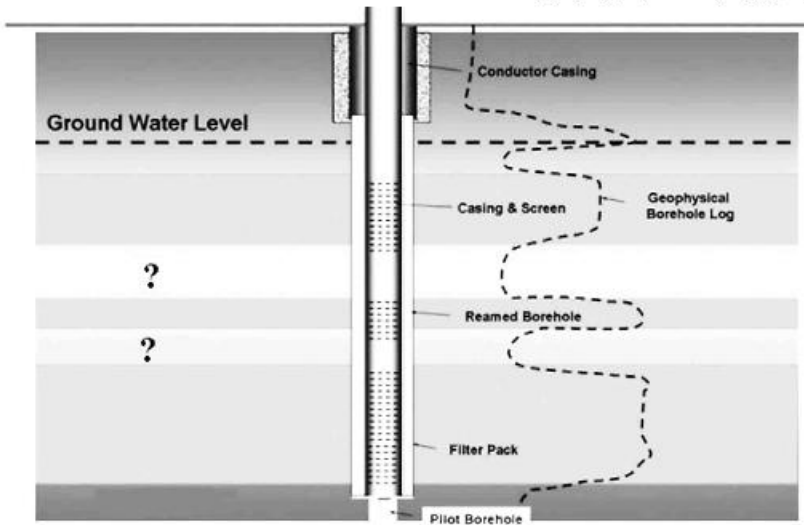 Conductor Casing
Ground Water Level
Casing & Screen
Geophysical
Borehole Log
?
Reamed Borehole
?
Filter Pack
Pilot Borehole